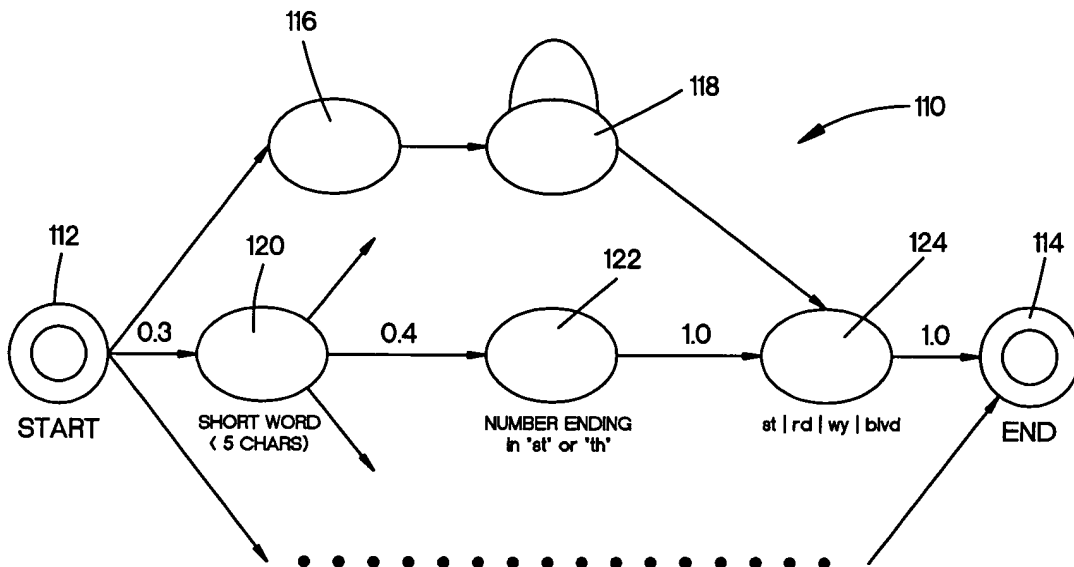 116
118
110
112
120
122
124
114
0.3
0.4
1.0
1.0
START
SHORT WORD
( 5 CHARS)
NUMBER ENDING
in "st" or "th"
st | rd | wy | blvd
END